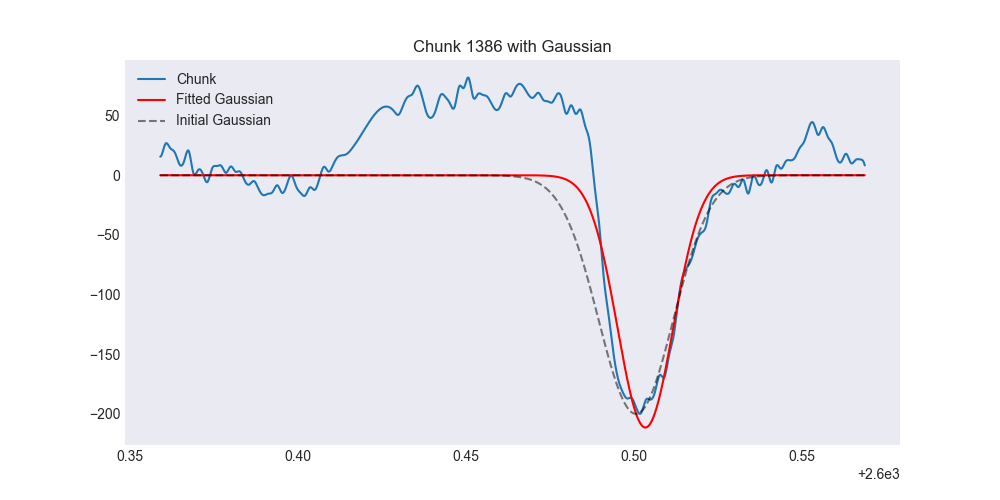 Chunk 1386 with Gaussian
Chunk
Fitted Gaussian
Initial Gaussian
50
0
−50
−100
−150
−200
0.35 0.40 0.45 0.50 0.55
+2.6e3